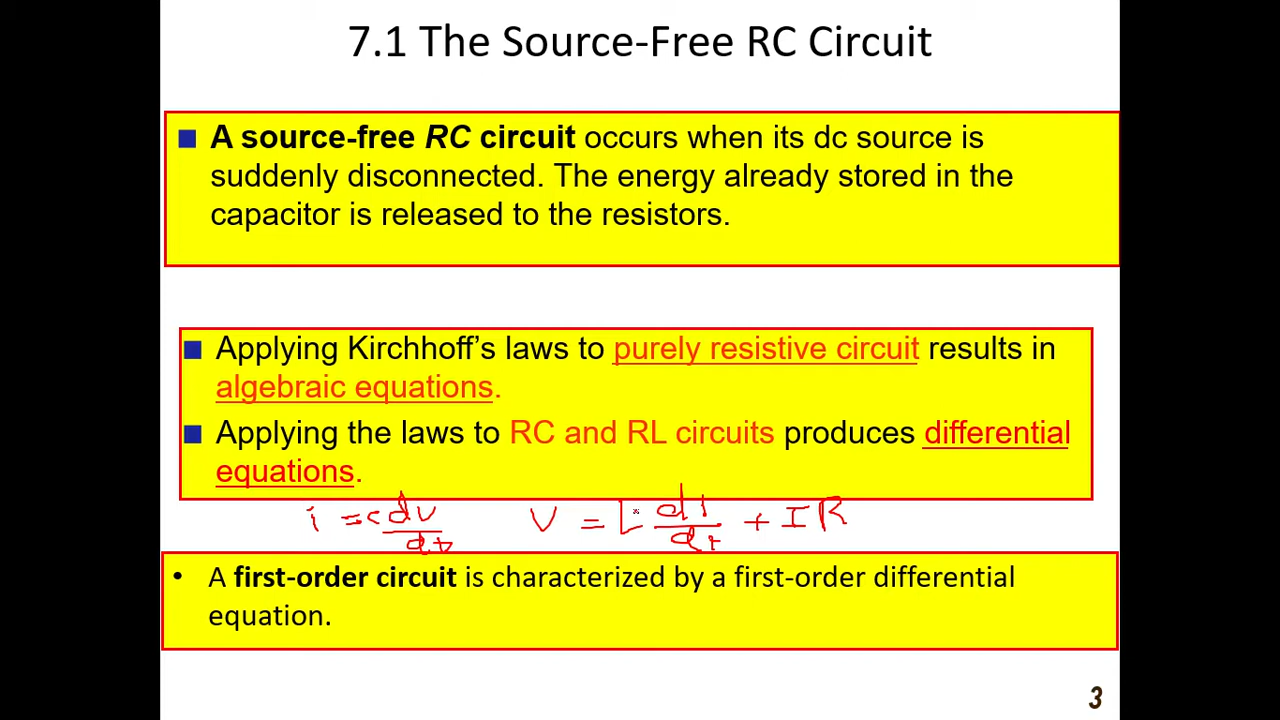 7.1 The Source-Free RC Circuit
■ A source-free RC circuit occurs when its dc source is
suddenly disconnected. The energy already stored in the
capacitor is released to the resistors.
■ Applying Kirchhoff’s laws to purely resistive circuit results in
algebraic equations.
■ Applying the laws to RC and RL circuits produces differential
equations.
i = c dv/dt    V = L di/dt + IR
• A first-order circuit is characterized by a first-order differential
equation.
3